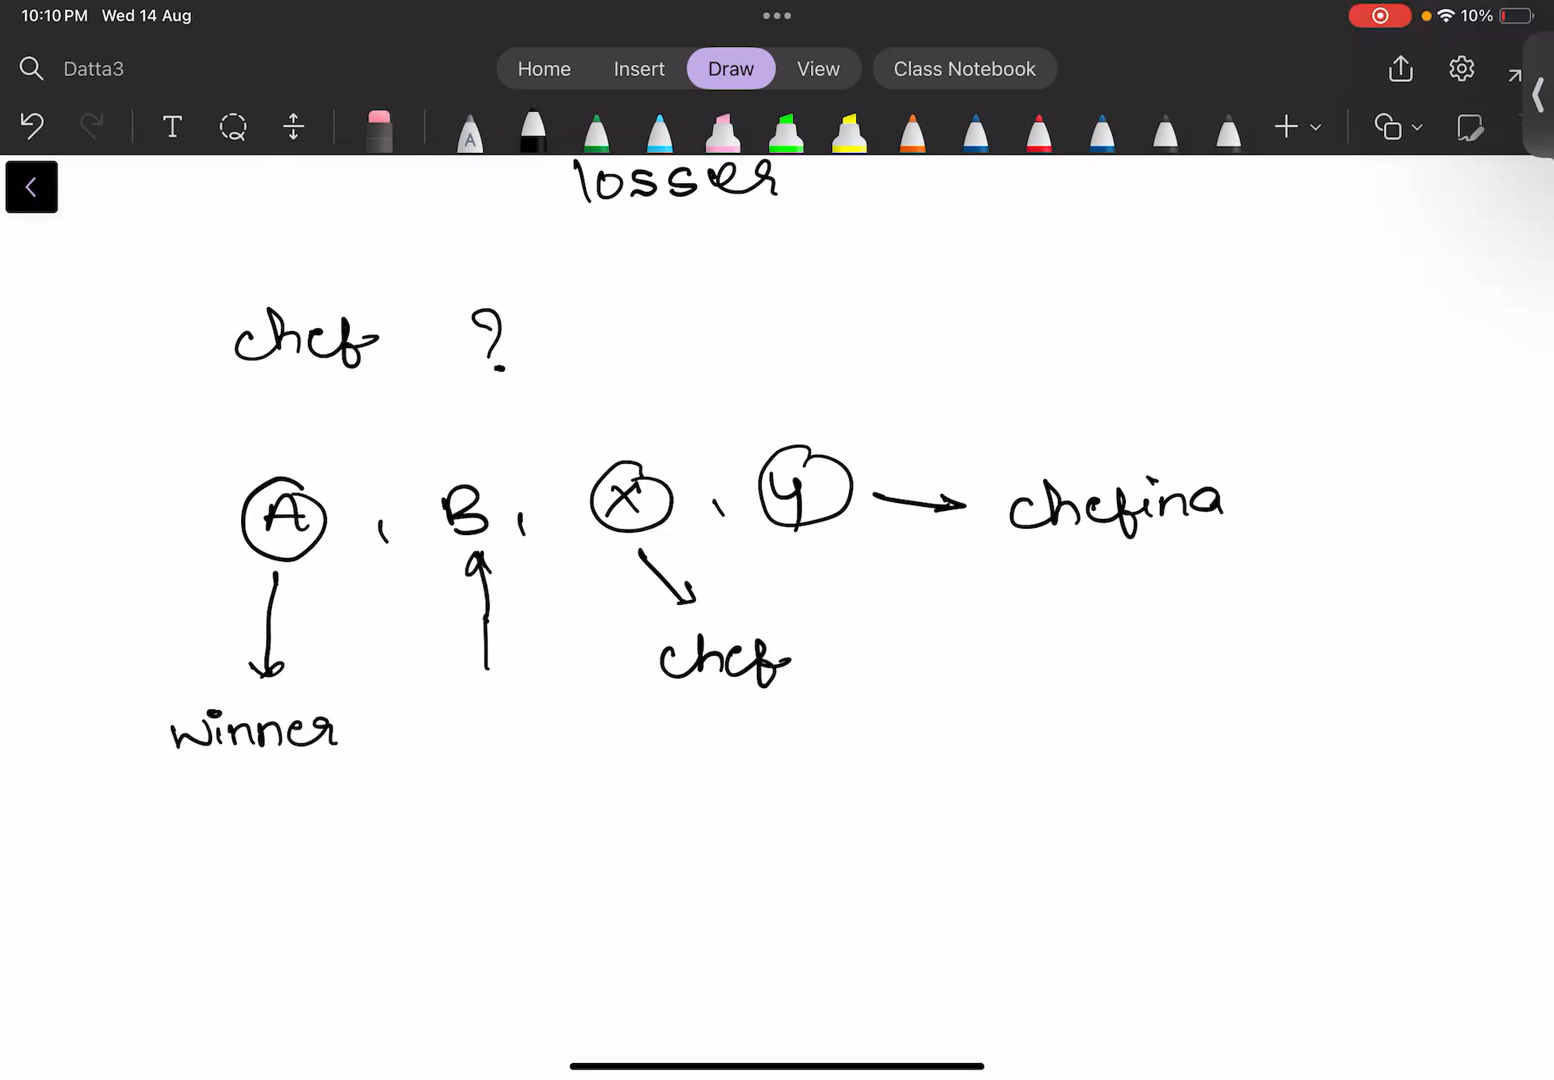 10:10 PM Wed 14 Aug
10%
Datta3
Home Insert Draw View Class Notebook
T A
losser
chef ?
A , B , X , Y → chefina
chef
winner